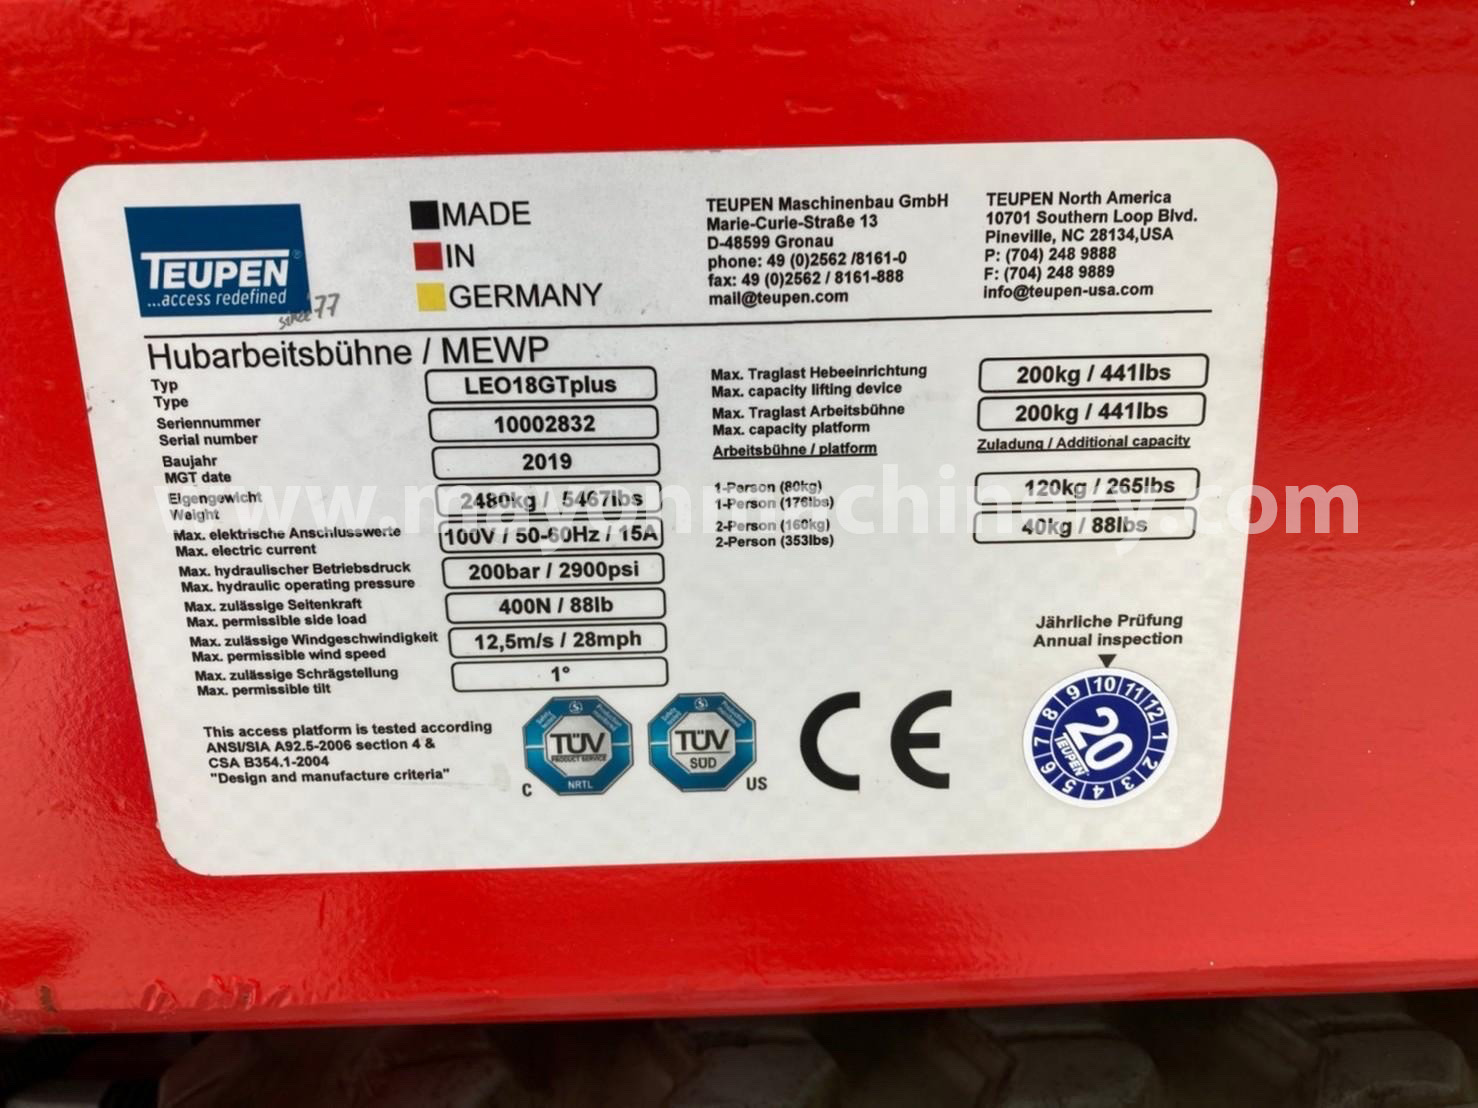 TEUPEN®
...access redefined
since '77
MADE
IN
GERMANY
TEUPEN Maschinenbau GmbH
Marie-Curie-Straße 13
D-48599 Gronau
phone: 49 (0)2562 /8161-0
fax: 49 (0)2562 / 8161-888
mail@teupen.com
TEUPEN North America
10701 Southern Loop Blvd.
Pineville, NC 28134,USA
P: (704) 248 9888
F: (704) 248 9889
info@teupen-usa.com
Hubarbeitsbühne / MEWP
Typ
Type
LEO18GTplus
Seriennummer
Serial number
10002832
Baujahr
MGT date
2019
Eigengewicht
Weight
2480kg / 5467lbs
Max. elektrische Anschlusswerte
Max. electric current
100V / 50-60Hz / 15A
Max. hydraulischer Betriebsdruck
Max. hydraulic operating pressure
200bar / 2900psi
Max. zulässige Seitenkraft
Max. permissible side load
400N / 88lb
Max. zulässige Windgeschwindigkeit
Max. permissible wind speed
12,5m/s / 28mph
Max. zulässige Schrägstellung
Max. permissible tilt
1°
Max. Traglast Hebeeinrichtung
Max. capacity lifting device
200kg / 441lbs
Max. Traglast Arbeitsbühne
Max. capacity platform
200kg / 441lbs
Arbeitsbühne / platform
Zuladung / Additional capacity
1-Person (80kg)
1-Person (176lbs)
120kg / 265lbs
2-Person (160kg)
2-Person (353lbs)
40kg / 88lbs
www.mayanmachinery.com
This access platform is tested according
ANSI/SIA A92.5-2006 section 4 &
CSA B354.1-2004
"Design and manufacture criteria"
C
TÜV
PRODUCT SERVICE
NRTL
TÜV
SÜD
US
CE
Jährliche Prüfung
Annual inspection
1 2 3 4 5 6 7 8 9 10 11 12
20
TEUPEN